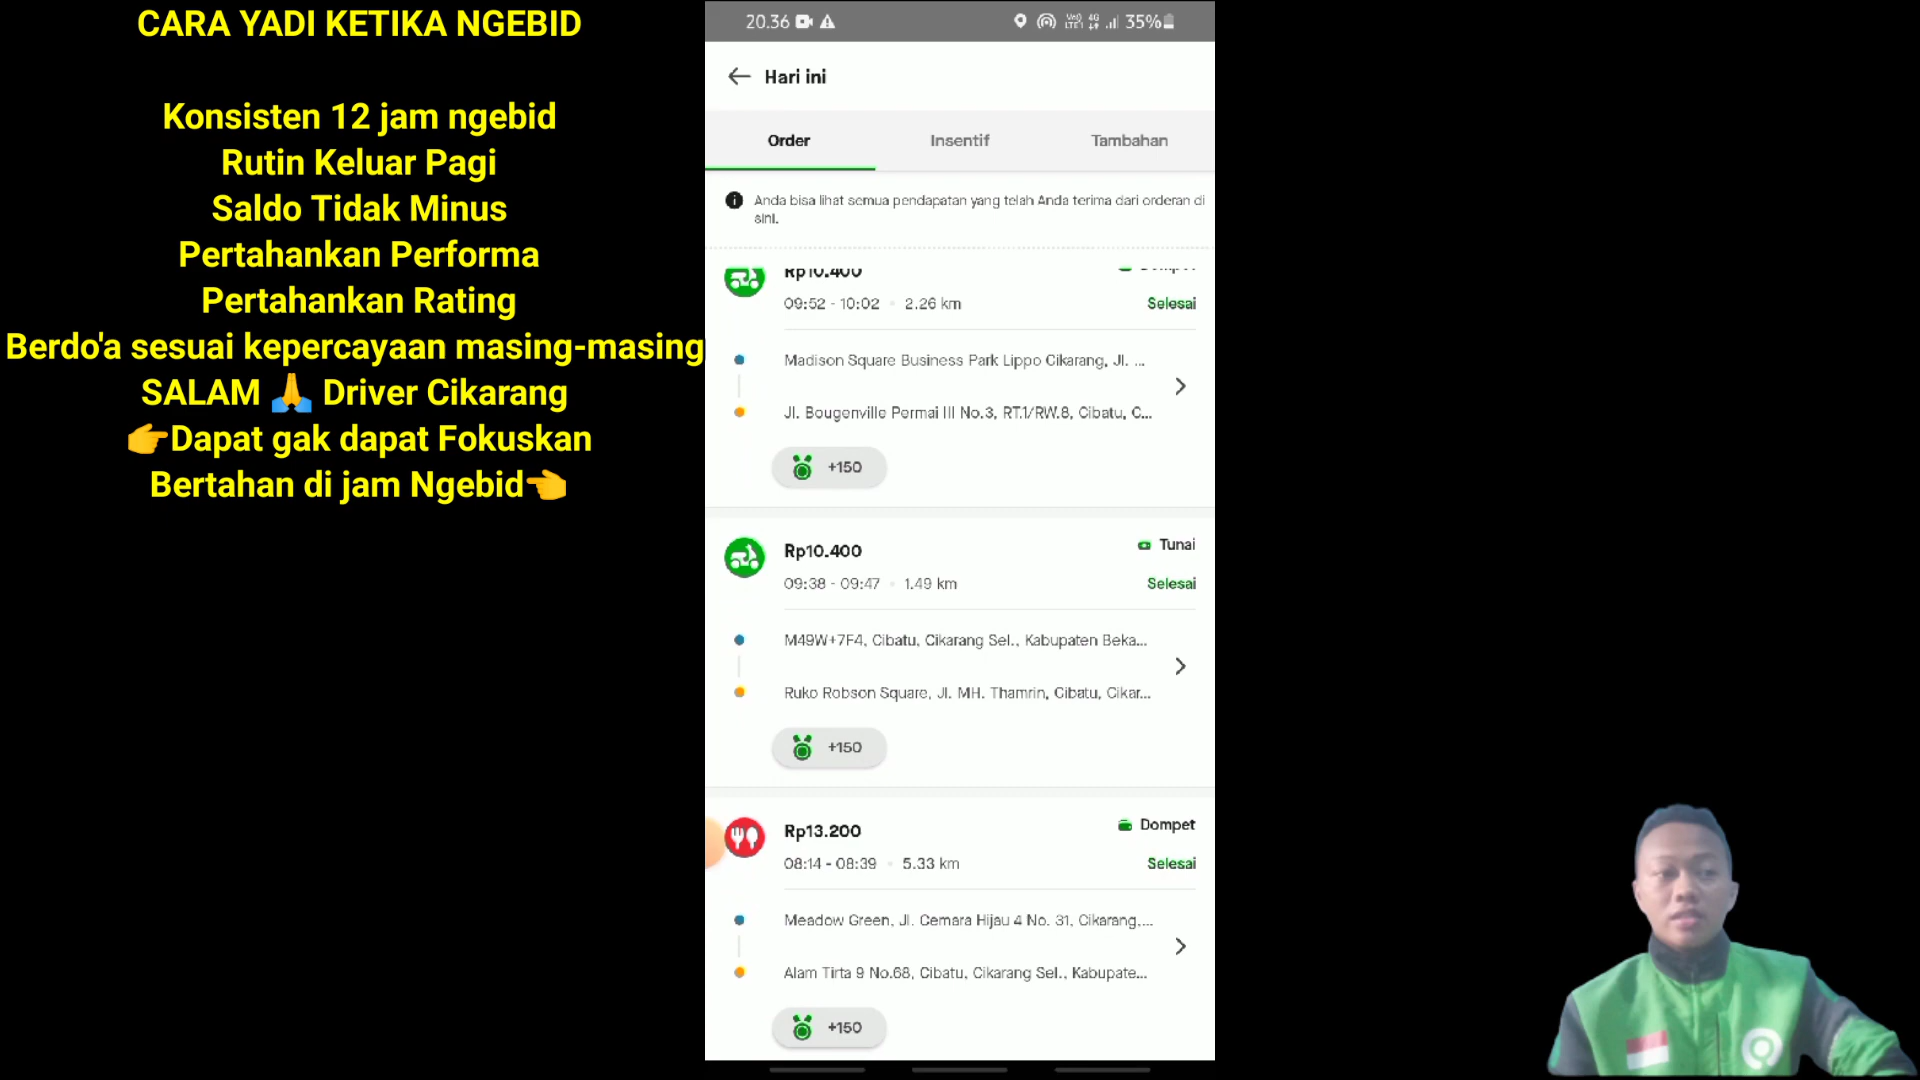 CARA YADI KETIKA NGEBID
Konsisten 12 jam ngebid
Rutin Keluar Pagi
Saldo Tidak Minus
Pertahankan Performa
Pertahankan Rating
Berdo'a sesuai kepercayaan masing-masing
SALAM 🙏 Driver Cikarang
👉Dapat gak dapat Fokuskan
Bertahan di jam Ngebid👈
20.36
35%
Hari ini
Order Insentif Tambahan
Anda bisa lihat semua pendapatan yang telah Anda terima dari orderan di
sini.
Rp10.400 Dompet
09:52 - 10:02 • 2.26 km Selesai
Madison Square Business Park Lippo Cikarang, Jl. ...
Jl. Bougenville Permai III No.3, RT.1/RW.8, Cibatu, C...
+150
Rp10.400 Tunai
09:38 - 09:47 • 1.49 km Selesai
M49W+7F4, Cibatu, Cikarang Sel., Kabupaten Beka...
Ruko Robson Square, Jl. MH. Thamrin, Cibatu, Cikar...
+150
Rp13.200 Dompet
08:14 - 08:39 • 5.33 km Selesai
Meadow Green, Jl. Cemara Hijau 4 No. 31, Cikarang,...
Alam Tirta 9 No.68, Cibatu, Cikarang Sel., Kabupate...
+150